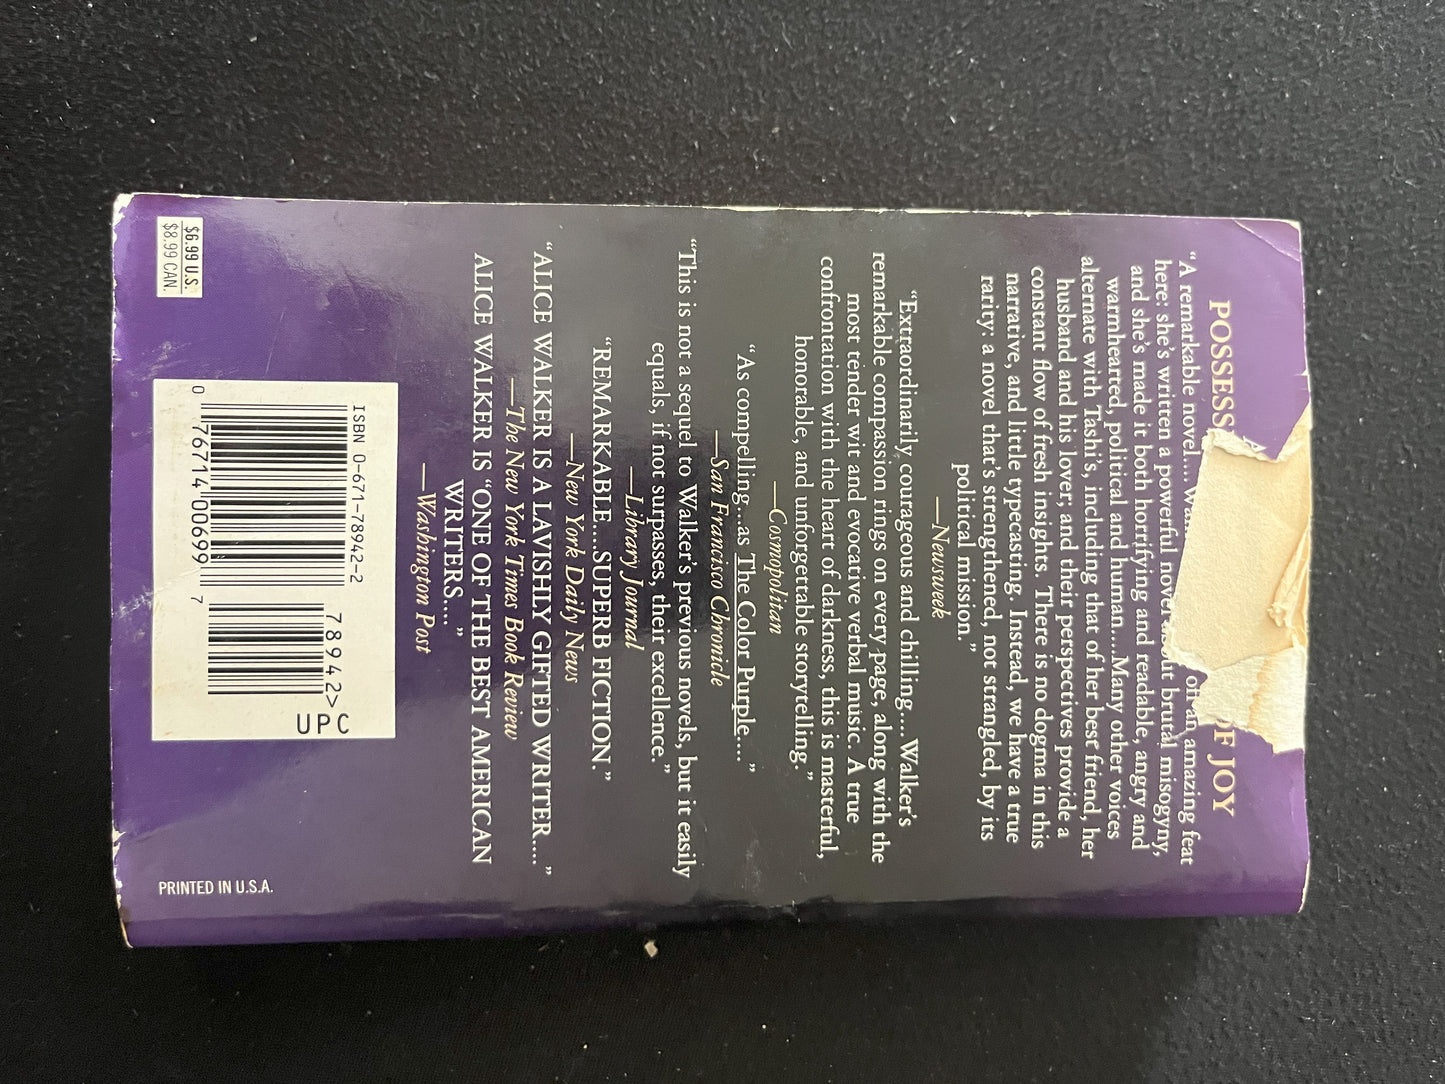 POSSESS OF JOY
“A remarkable novel.... an amazing feat
here: she's written a powerful novel about brutal misogyny,
and she's made it both horrifying and readable, angry and
warmhearted, political and human....Many other voices
alternate with Tashi's, including that of her best friend, her
husband and his lover; and their perspectives provide a
constant flow of fresh insights. There is no dogma in this
narrative, and little typecasting. Instead, we have a true
rarity: a novel that's strengthened, not strangled, by its
political mission.”
—Newsweek
“Extraordinarily courageous and chilling.... Walker's
remarkable compassion rings on every page, along with the
most tender wit and evocative verbal music. A true
confrontation with the heart of darkness, this is masterful,
honorable, and unforgettable storytelling.”
—Cosmopolitan
“As compelling...as The Color Purple....”
—San Francisco Chronicle
“This is not a sequel to Walker's previous novels, but it easily
equals, if not surpasses, their excellence.”
—Library Journal
“REMARKABLE....SUPERB FICTION.”
—New York Daily News
“ALICE WALKER IS A LAVISHLY GIFTED WRITER....”
—The New York Times Book Review
ALICE WALKER IS “ONE OF THE BEST AMERICAN
WRITERS....”
—Washington Post
ISBN 0-671-78942-2
0 76714 00699 7
78942>
UPC
$6.99 U.S.
$8.99 CAN.
PRINTED IN U.S.A.